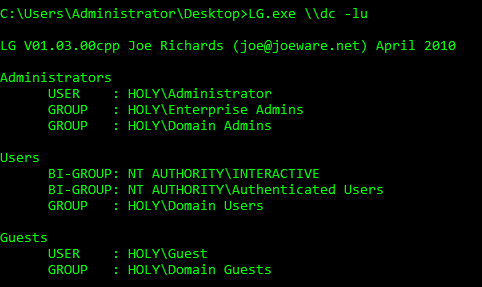 C:\Users\Administrator\Desktop>LG.exe \\dc -lu
LG V01.03.00cpp Joe Richards (joe@joeware.net) April 2010
Administrators
USER    : HOLY\Administrator
GROUP   : HOLY\Enterprise Admins
GROUP   : HOLY\Domain Admins
Users
BI-GROUP: NT AUTHORITY\INTERACTIVE
BI-GROUP: NT AUTHORITY\Authenticated Users
GROUP   : HOLY\Domain Users
Guests
USER    : HOLY\Guest
GROUP   : HOLY\Domain Guests